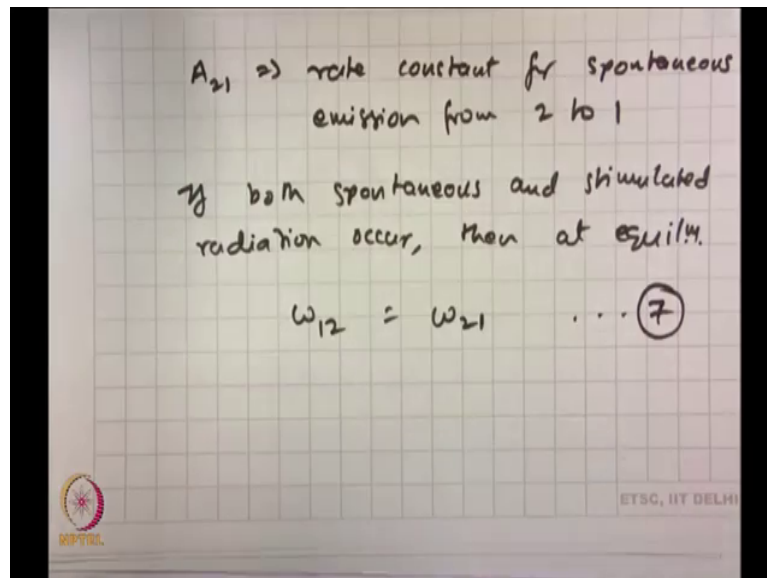 A₂₁ ⇒ rate constant for spontaneous
emission from 2 to 1
If both spontaneous and stimulated
radiation occur, then at equilm.
ω₁₂ = ω₂₁ ... ⑦
ETSC, IIT DELHI
NPTEL